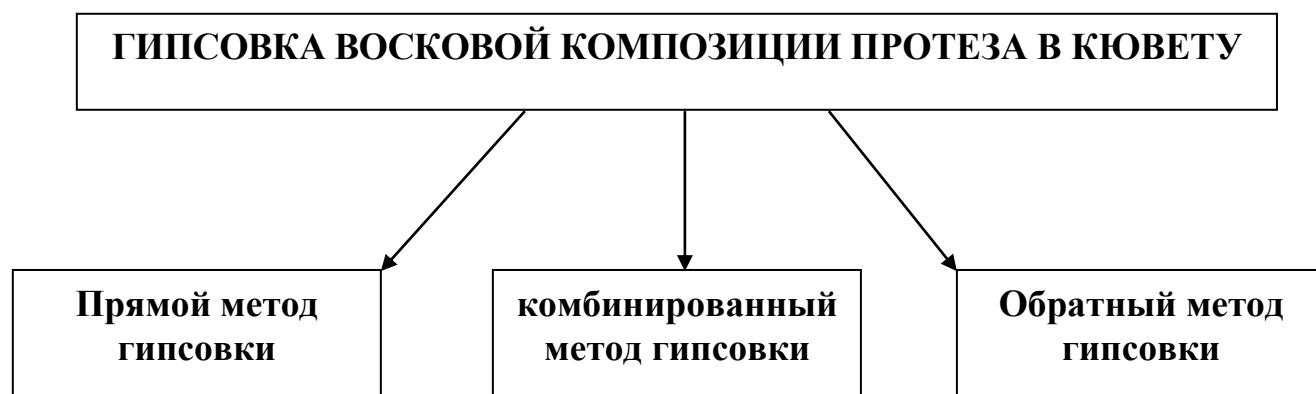 ГИПСОВКА ВОСКОВОЙ КОМПОЗИЦИИ ПРОТЕЗА В КЮВЕТУ
Прямой метод
гипсовки
комбинированный
метод гипсовки
Обратный метод
гипсовки